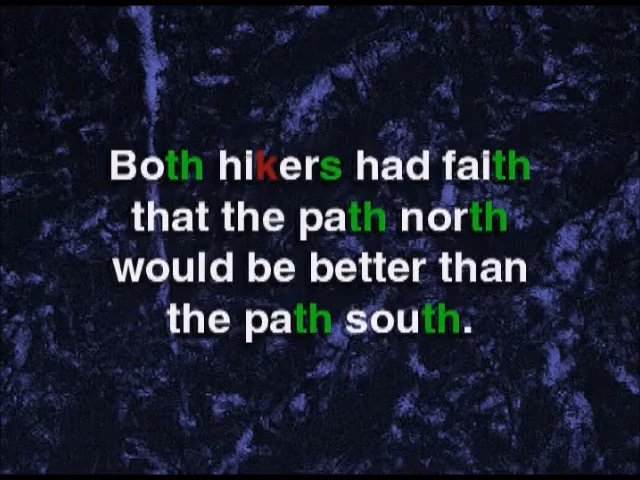 Both hikers had faith
that the path north
would be better than
the path south.